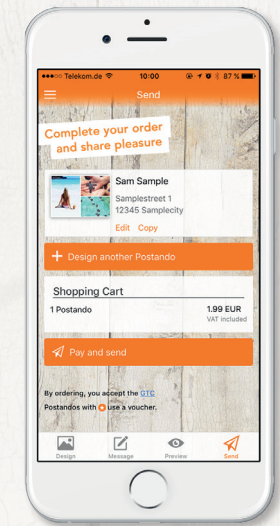 Telekom.de 10:00 87 %
Send
Complete your order
and share pleasure
Sam Sample
Samplestreet 1
12345 Samplecity
Edit Copy
+ Design another Postando
Shopping Cart
1 Postando 1.99 EUR
VAT included
Pay and send
By ordering, you accept the GTC
Postandos with use a voucher.
Design Message Preview Send